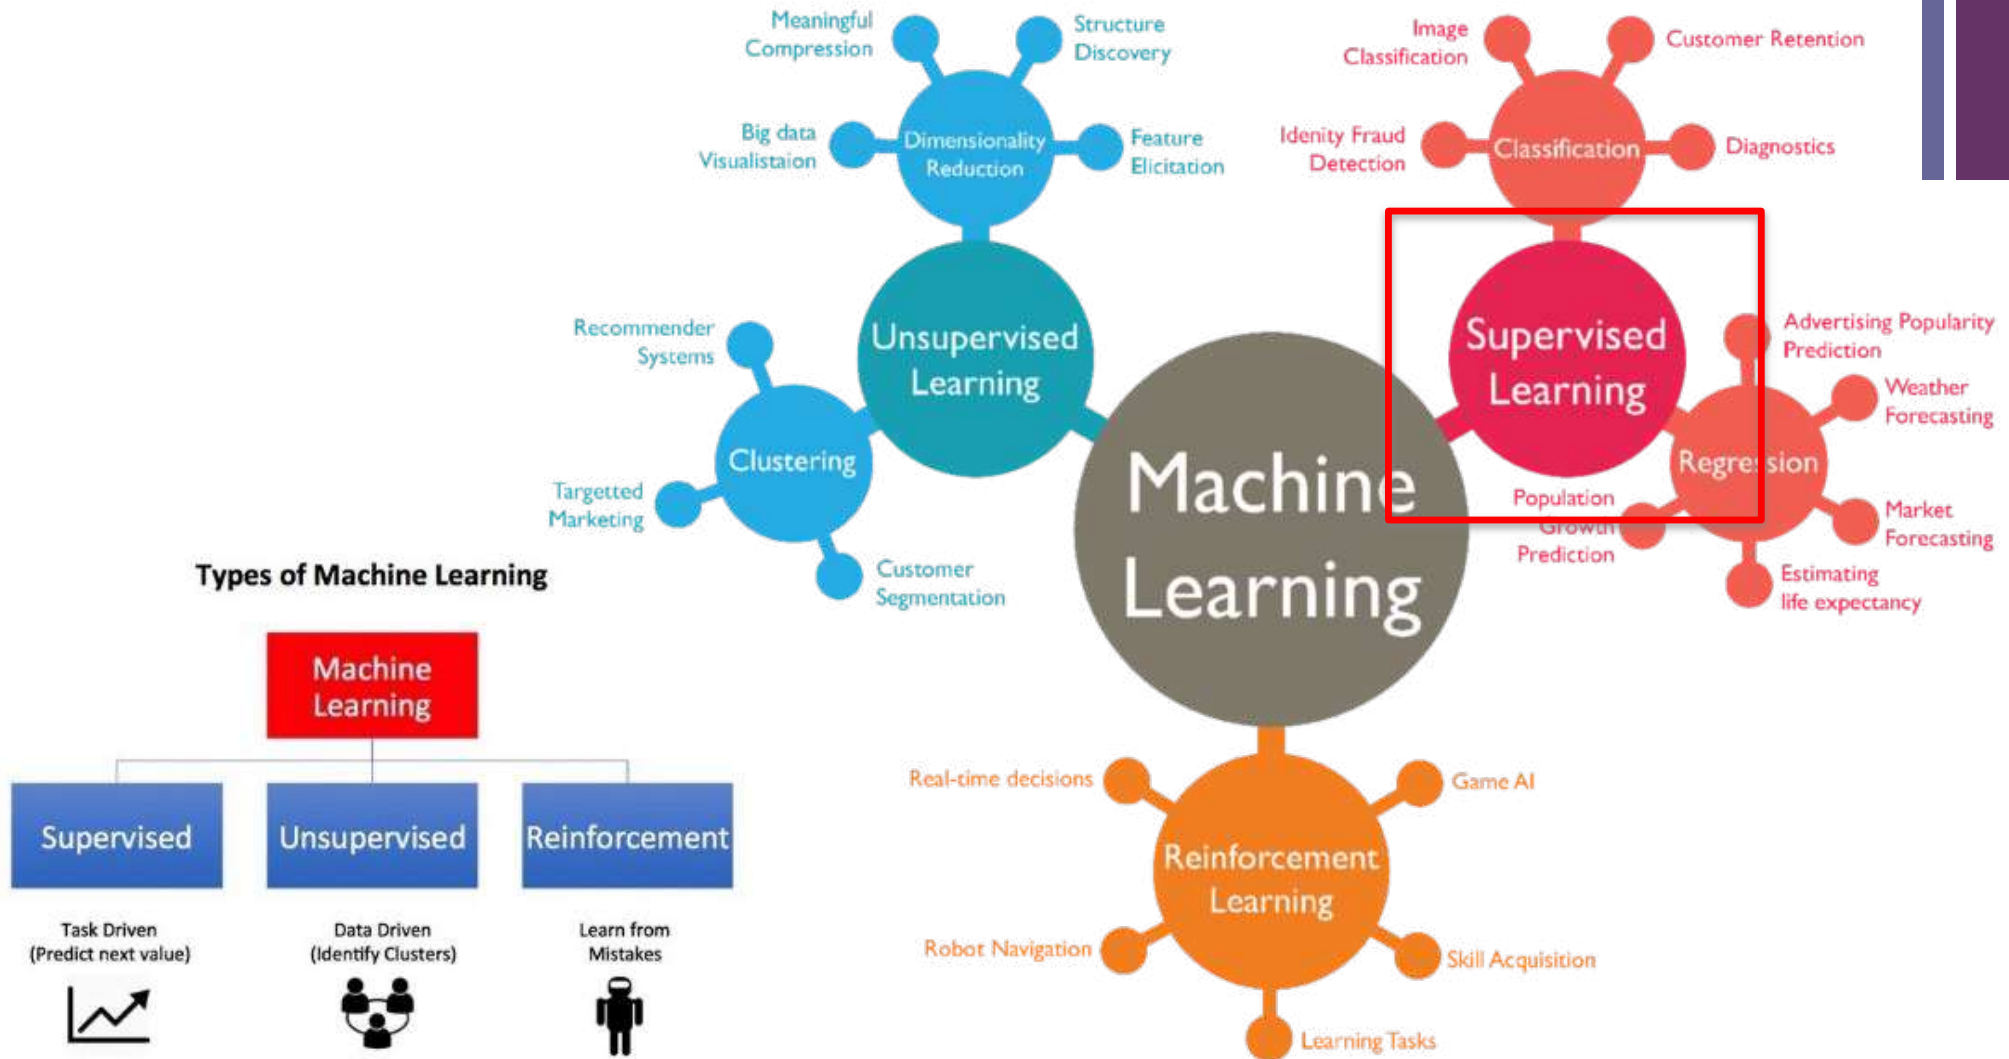 Meaningful
Compression
Structure
Discovery
Big data
Visualistaion
Dimensionality
Reduction
Feature
Elicitation
Image
Classification
Customer Retention
Idenity Fraud
Detection
Classification
Diagnostics
Recommender
Systems
Unsupervised
Learning
Clustering
Targetted
Marketing
Customer
Segmentation
Supervised
Learning
Advertising Popularity
Prediction
Weather
Forecasting
Regression
Population
Growth
Prediction
Market
Forecasting
Estimating
life expectancy
Machine
Learning
Real-time decisions
Game AI
Reinforcement
Learning
Robot Navigation
Skill Acquisition
Learning Tasks
Types of Machine Learning
Machine
Learning
Supervised
Unsupervised
Reinforcement
Task Driven
(Predict next value)
Data Driven
(Identify Clusters)
Learn from
Mistakes